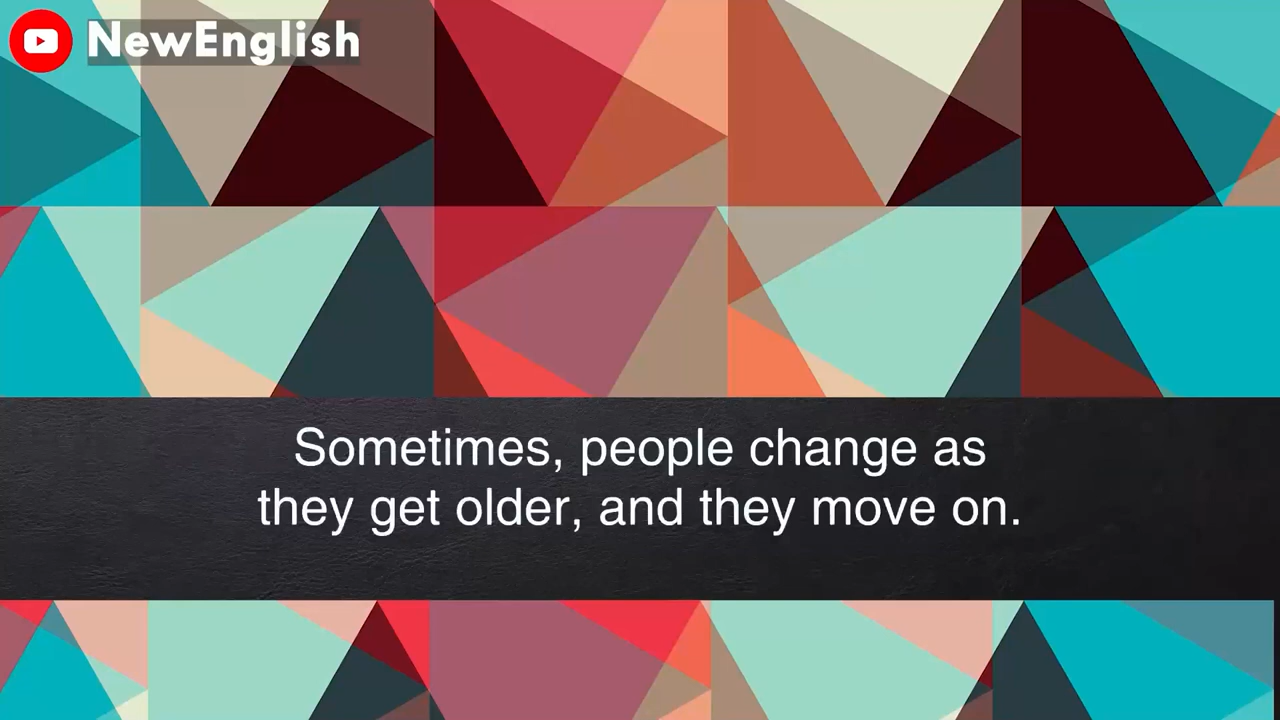 NewEnglish
Sometimes, people change as
they get older, and they move on.